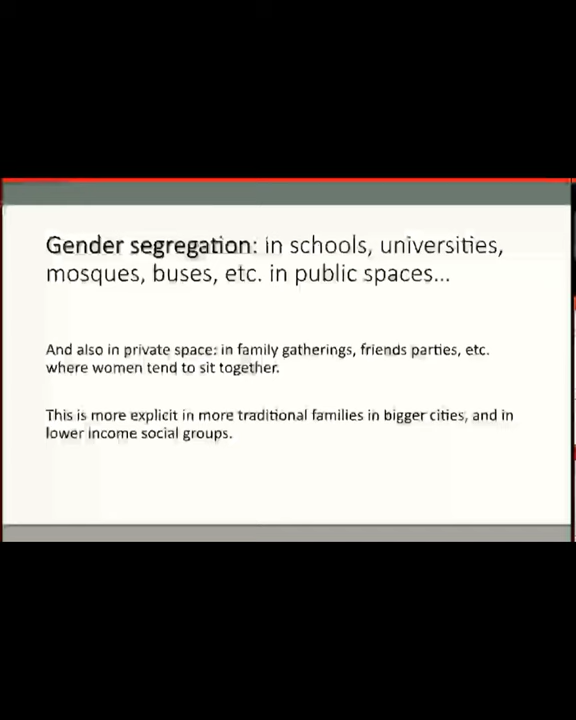 Gender segregation: in schools, universities,
mosques, buses, etc. in public spaces...
And also in private space: in family gatherings, friends parties, etc.
where women tend to sit together.
This is more explicit in more traditional families in bigger cities, and in
lower income social groups.